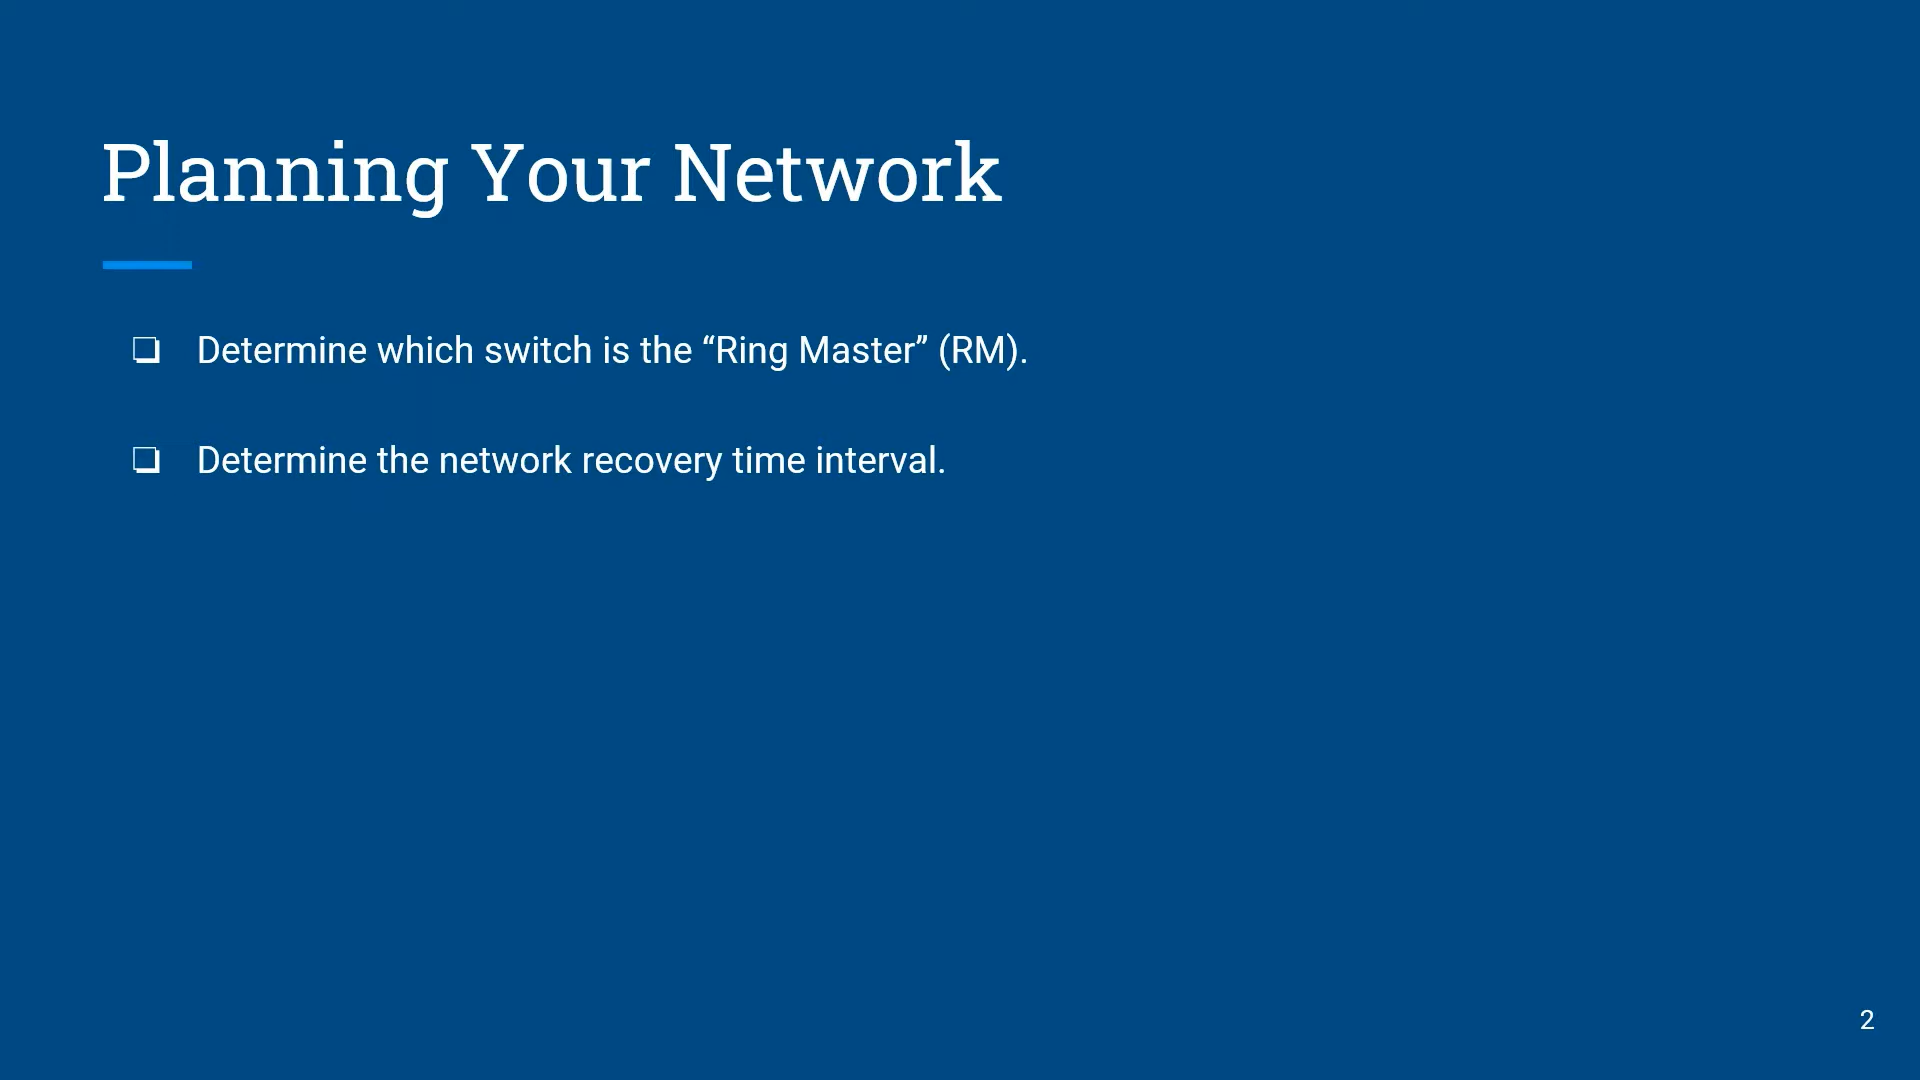 Planning Your Network
❏ Determine which switch is the “Ring Master” (RM).
❏ Determine the network recovery time interval.
2